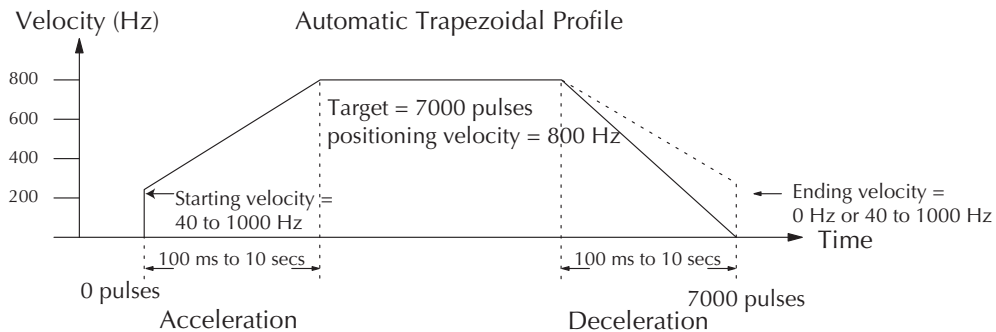 Velocity (Hz)
Automatic Trapezoidal Profile
800
600
400
200
Target = 7000 pulses
positioning velocity = 800 Hz
Starting velocity =
40 to 1000 Hz
Ending velocity =
0 Hz or 40 to 1000 Hz
Time
100 ms to 10 secs
100 ms to 10 secs
0 pulses
7000 pulses
Acceleration
Deceleration